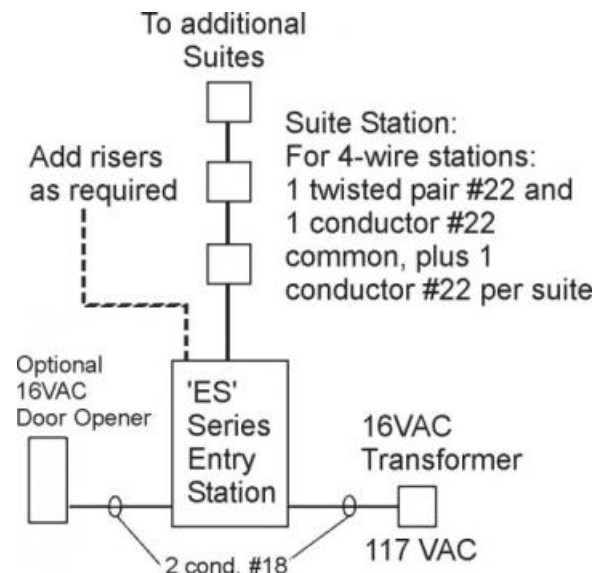 To additional
Suites
Suite Station:
For 4-wire stations:
1 twisted pair #22 and
1 conductor #22
common, plus 1
conductor #22 per suite
Add risers
as required
Optional
16VAC
Door Opener
'ES'
Series
Entry
Station
16VAC
Transformer
117 VAC
2 cond. #18